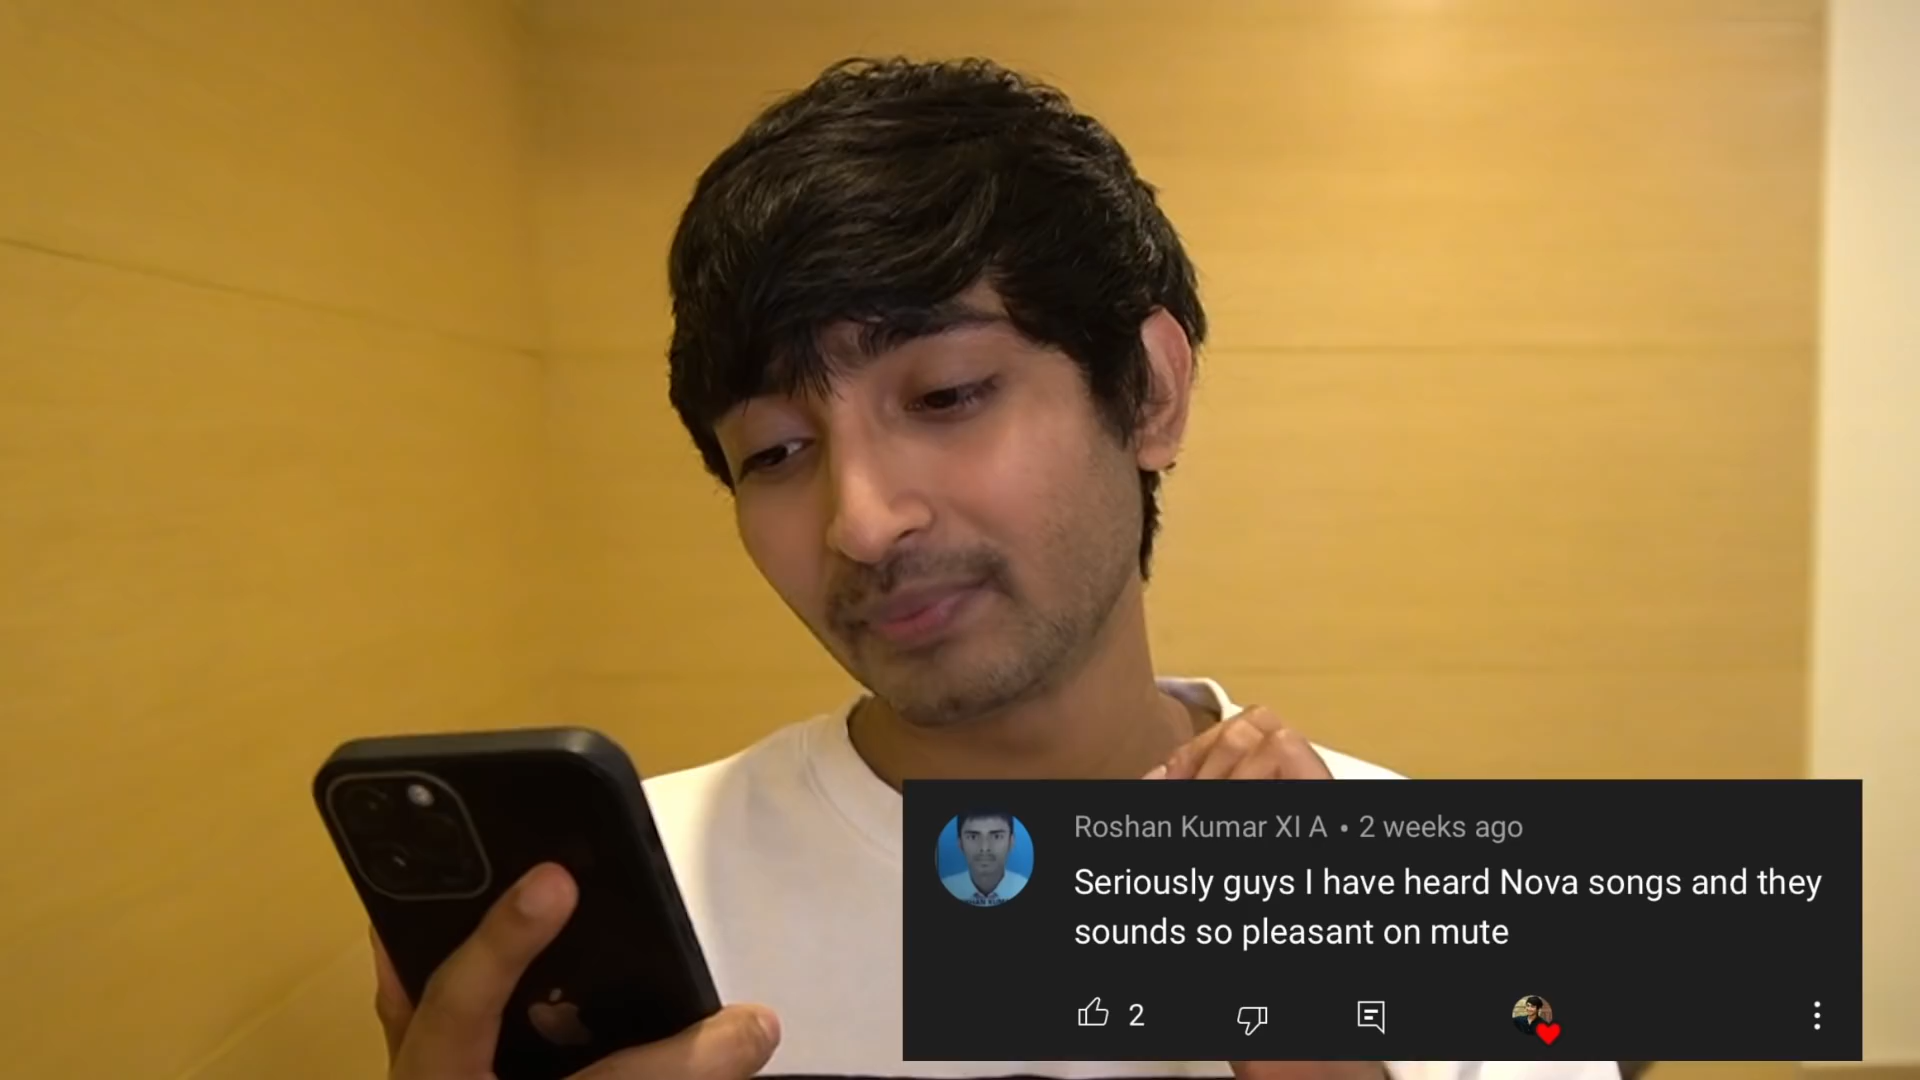 Roshan Kumar XI A • 2 weeks ago
Seriously guys I have heard Nova songs and they
sounds so pleasant on mute
2